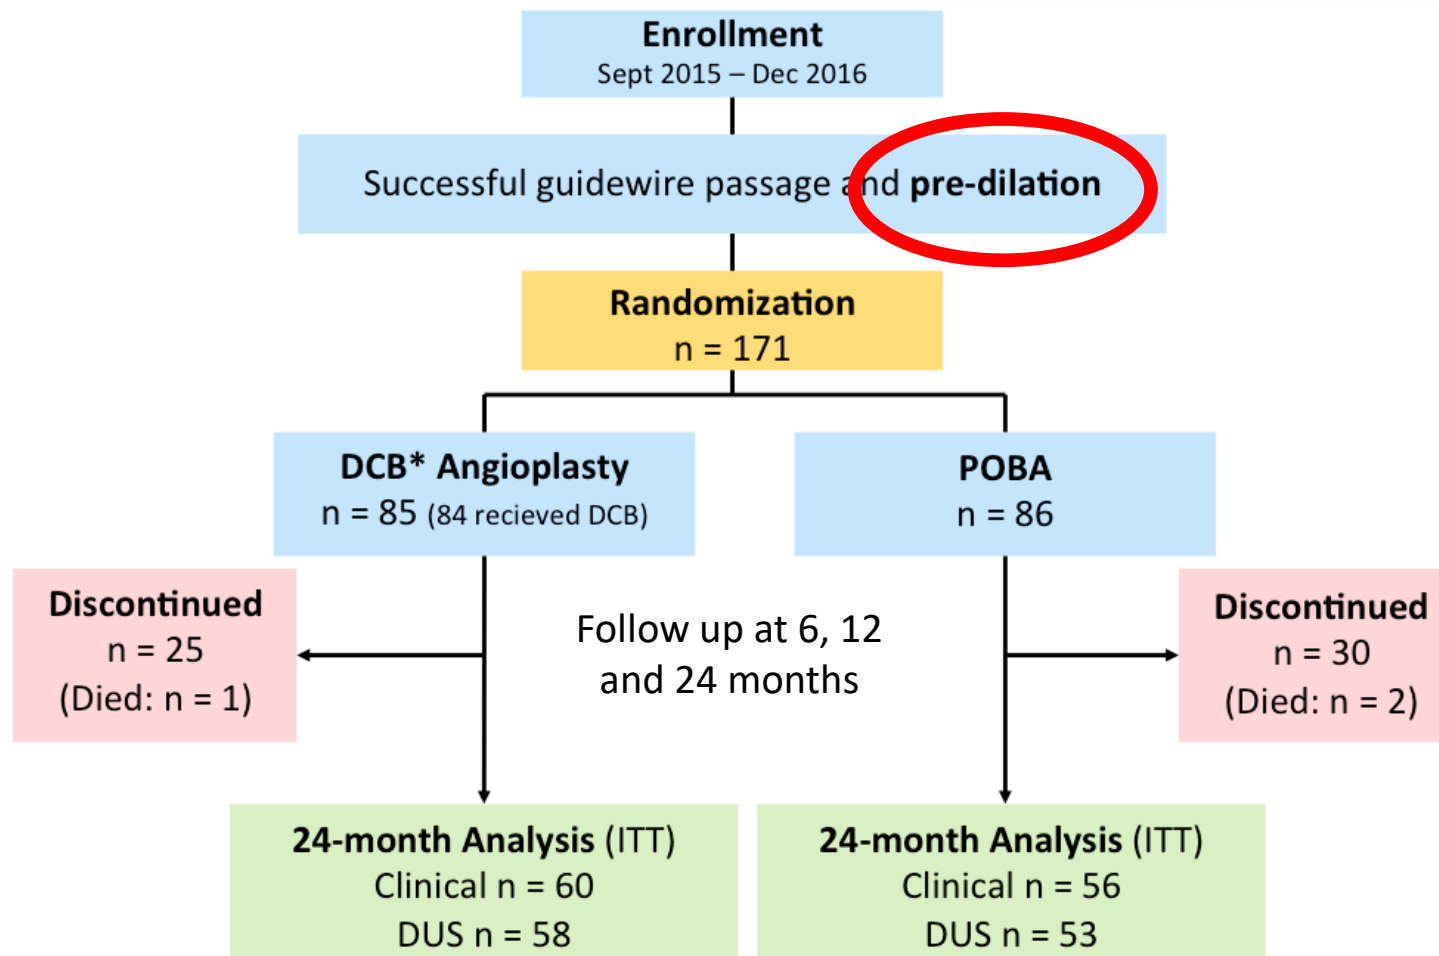 Enrollment
Sept 2015 – Dec 2016
Successful guidewire passage and pre-dilation
Randomization
n = 171
DCB* Angioplasty
n = 85 (84 recieved DCB)
POBA
n = 86
Discontinued
n = 25
(Died: n = 1)
Follow up at 6, 12
and 24 months
Discontinued
n = 30
(Died: n = 2)
24-month Analysis (ITT)
Clinical n = 60
DUS n = 58
24-month Analysis (ITT)
Clinical n = 56
DUS n = 53